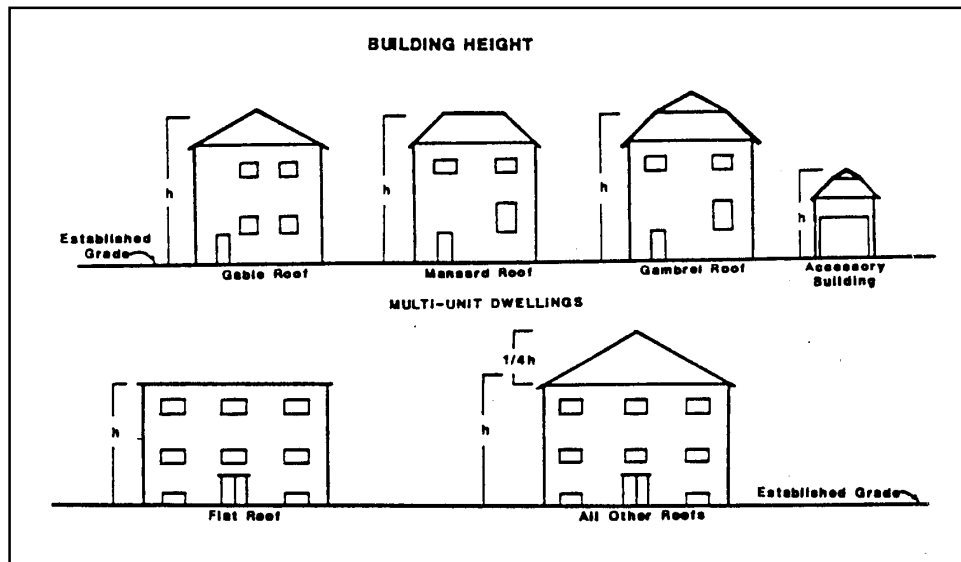 BUILDING HEIGHT
h
h
h
h
Established
Grade
Gable Roof
Mansard Roof
Gambrel Roof
Accessory
Building
MULTI-UNIT DWELLINGS
1/4h
h
h
Established Grade
Flat Roof
All Other Roofs